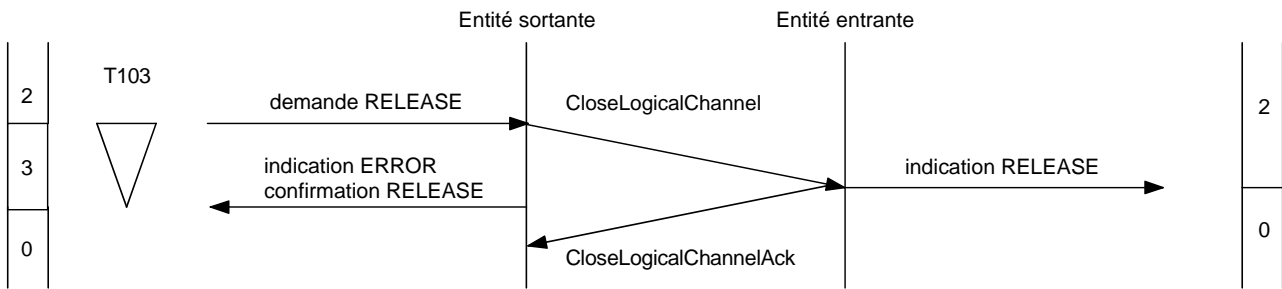 Entité sortante
Entité entrante
T103
2
demande RELEASE
CloseLogicalChannel
2
3
indication ERROR
confirmation RELEASE
indication RELEASE
0
CloseLogicalChannelAck
0